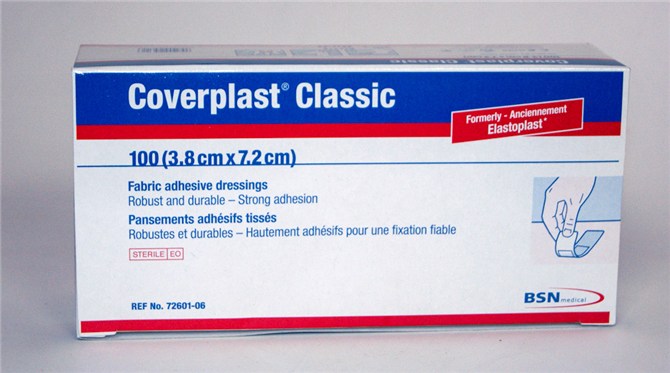 Coverplast® Classic
Formerly - Anciennement
Elastoplast*
100 (3.8 cm x 7.2 cm)
Fabric adhesive dressings
Robust and durable – Strong adhesion
Pansements adhésifs tissés
Robustes et durables – Hautement adhésifs pour une fixation fiable
STERILE EO
REF No. 72601-06
BSN medical